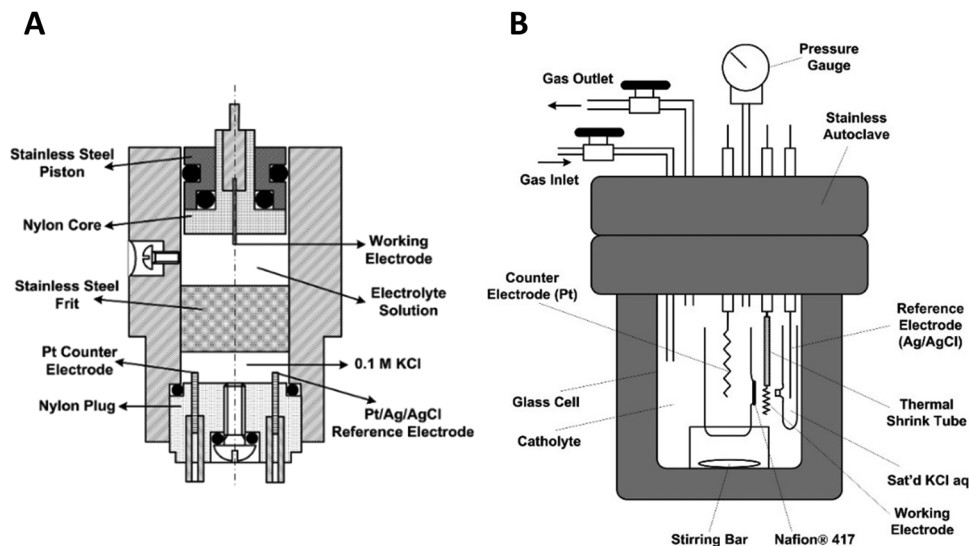 A
Stainless Steel
Piston
Nylon Core
Stainless Steel
Frit
Pt Counter
Electrode
Nylon Plug
Working
Electrode
Electrolyte
Solution
0.1 M KCl
Pt/Ag/AgCl
Reference Electrode
B
Pressure
Gauge
Gas Outlet
Stainless
Autoclave
Gas Inlet
Counter
Electrode (Pt)
Reference
Electrode
(Ag/AgCl)
Glass Cell
Catholyte
Thermal
Shrink Tube
Sat'd KCl aq
Working
Electrode
Stirring Bar
Nafion® 417